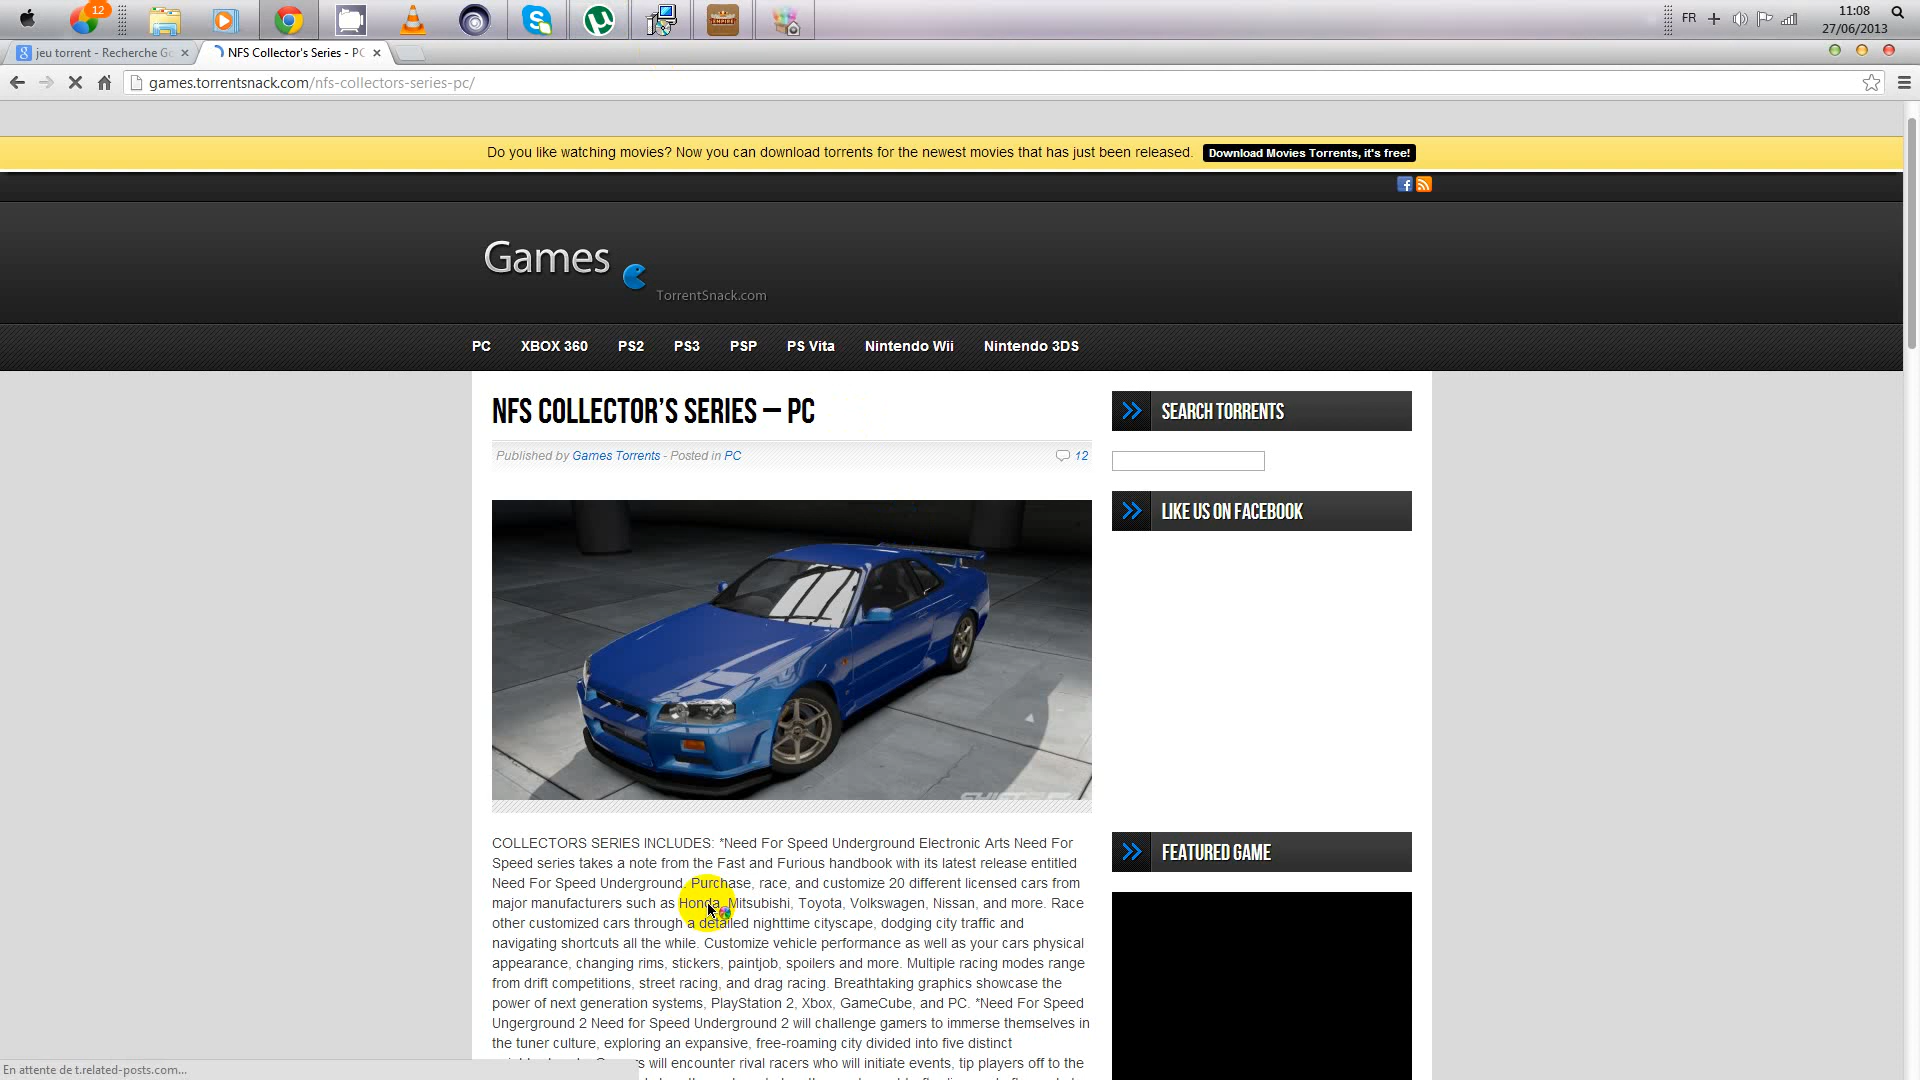 12
FR
11:08
27/06/2013
jeu torrent - Recherche Go
NFS Collector's Series - PC
games.torrentsnack.com/nfs-collectors-series-pc/
Do you like watching movies? Now you can download torrents for the newest movies that has just been released. Download Movies Torrents, it's free!
Games
TorrentSnack.com
PC XBOX 360 PS2 PS3 PSP PS Vita Nintendo Wii Nintendo 3DS
NFS COLLECTOR'S SERIES – PC
Published by Games Torrents - Posted in PC
12
SEARCH TORRENTS
LIKE US ON FACEBOOK
FEATURED GAME
COLLECTORS SERIES INCLUDES: *Need For Speed Underground Electronic Arts Need For
Speed series takes a note from the Fast and Furious handbook with its latest release entitled
Need For Speed Underground. Purchase, race, and customize 20 different licensed cars from
major manufacturers such as Honda, Mitsubishi, Toyota, Volkswagen, Nissan, and more. Race
other customized cars through a detailed nighttime cityscape, dodging city traffic and
navigating shortcuts all the while. Customize vehicle performance as well as your cars physical
appearance, changing rims, stickers, paintjob, spoilers and more. Multiple racing modes range
from drift competitions, street racing, and drag racing. Breathtaking graphics showcase the
power of next generation systems, PlayStation 2, Xbox, GameCube, and PC. *Need For Speed
Ungerground 2 Need for Speed Underground 2 will challenge gamers to immerse themselves in
the tuner culture, exploring an expansive, free-roaming city divided into five distinct
will encounter rival racers who will initiate events, tip players off to the
En attente de t.related-posts.com...